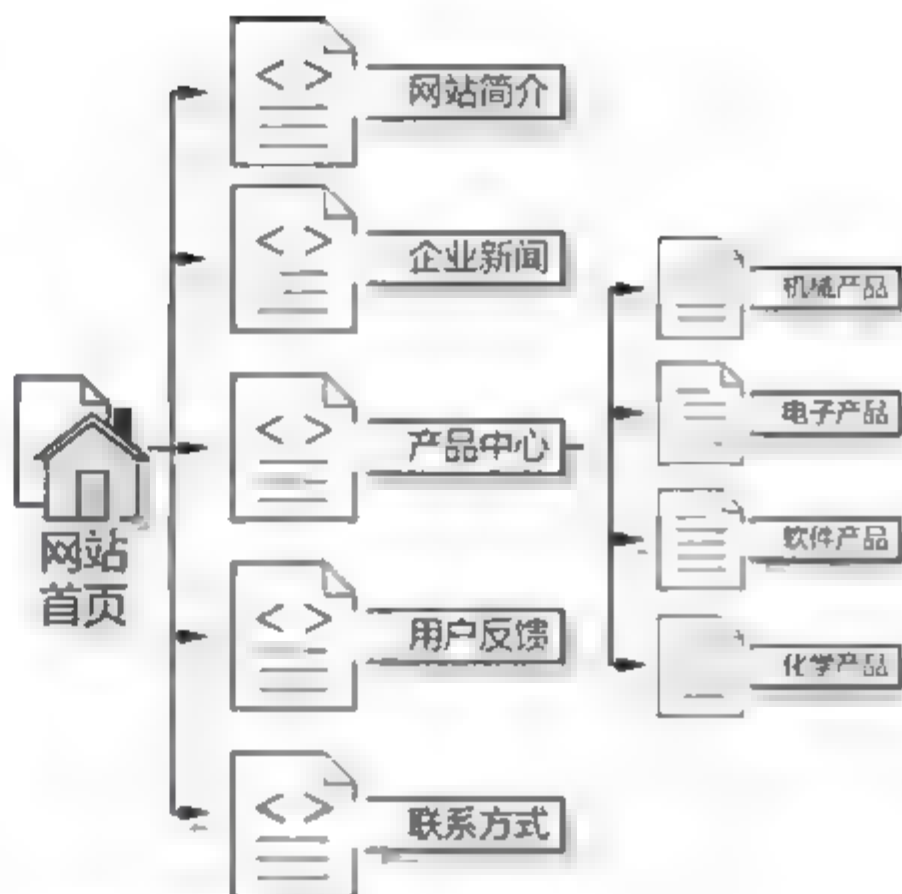 网站简介
企业新闻
机械产品
电子产品
产品中心
网站
首页
软件产品
用户反馈
化学产品
联系方式